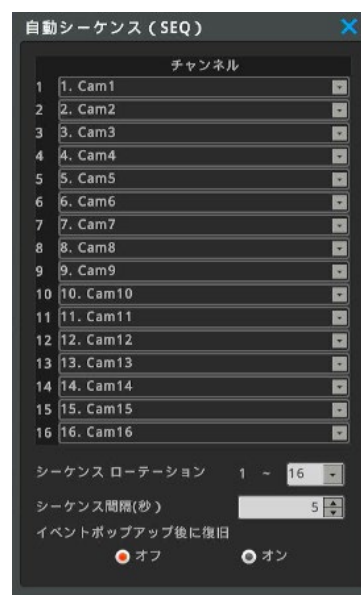 自動シーケンス(SEQ)
チャンネル
1 1. Cam1
2 2. Cam2
3 3. Cam3
4 4. Cam4
5 5. Cam5
6 6. Cam6
7 7. Cam7
8 8. Cam8
9 9. Cam9
10 10. Cam10
11 11. Cam11
12 12. Cam12
13 13. Cam13
14 14. Cam14
15 15. Cam15
16 16. Cam16
シーケンス ローテーション 1 ~ 16
シーケンス間隔(秒) 5
イベントポップアップ後に復旧
オフ オン